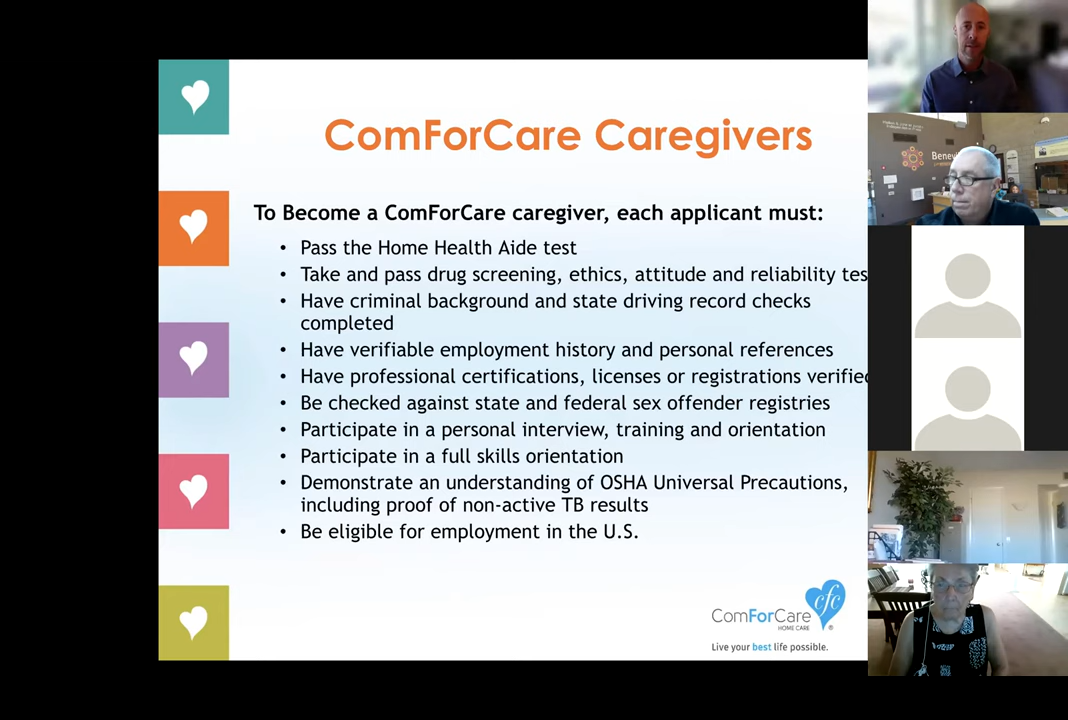 ComForCare Caregivers
To Become a ComForCare caregiver, each applicant must:
• Pass the Home Health Aide test
• Take and pass drug screening, ethics, attitude and reliability tes
• Have criminal background and state driving record checks
completed
• Have verifiable employment history and personal references
• Have professional certifications, licenses or registrations verified
• Be checked against state and federal sex offender registries
• Participate in a personal interview, training and orientation
• Participate in a full skills orientation
• Demonstrate an understanding of OSHA Universal Precautions,
including proof of non-active TB results
• Be eligible for employment in the U.S.
cfc
ComForCare
HOME CARE ®
Live your best life possible.
Benev